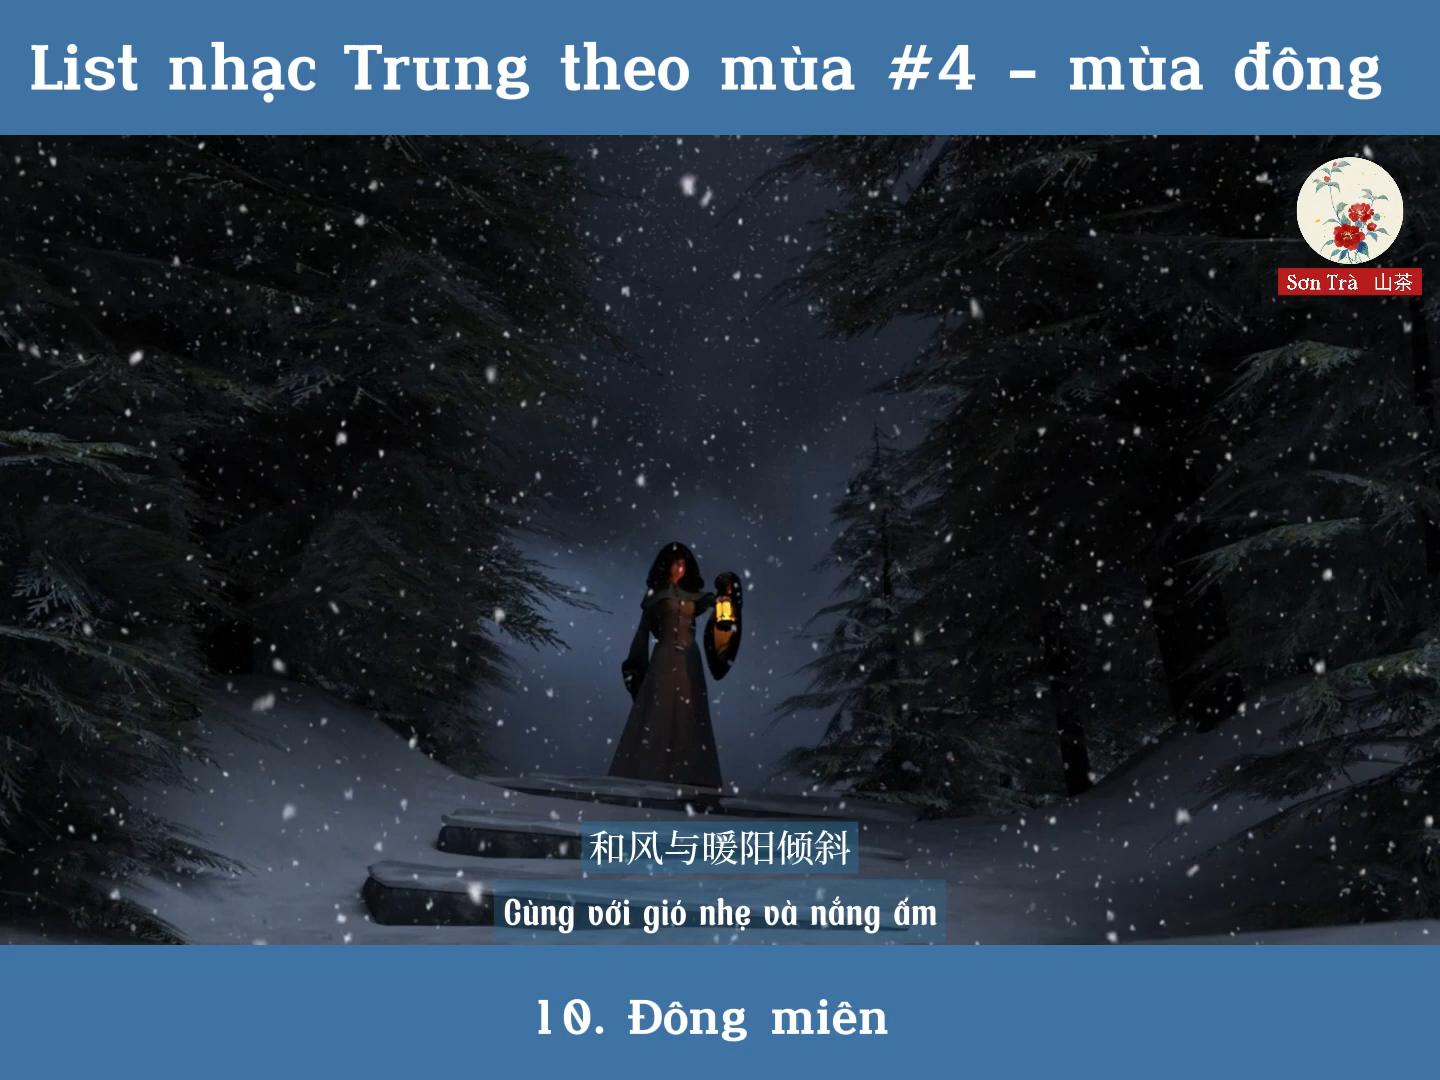 List nhạc Trung theo mùa #4 - mùa đông
Sơn Trà 山茶
和风与暖阳倾斜
Cùng với gió nhẹ và nắng ấm
10. Đông miên